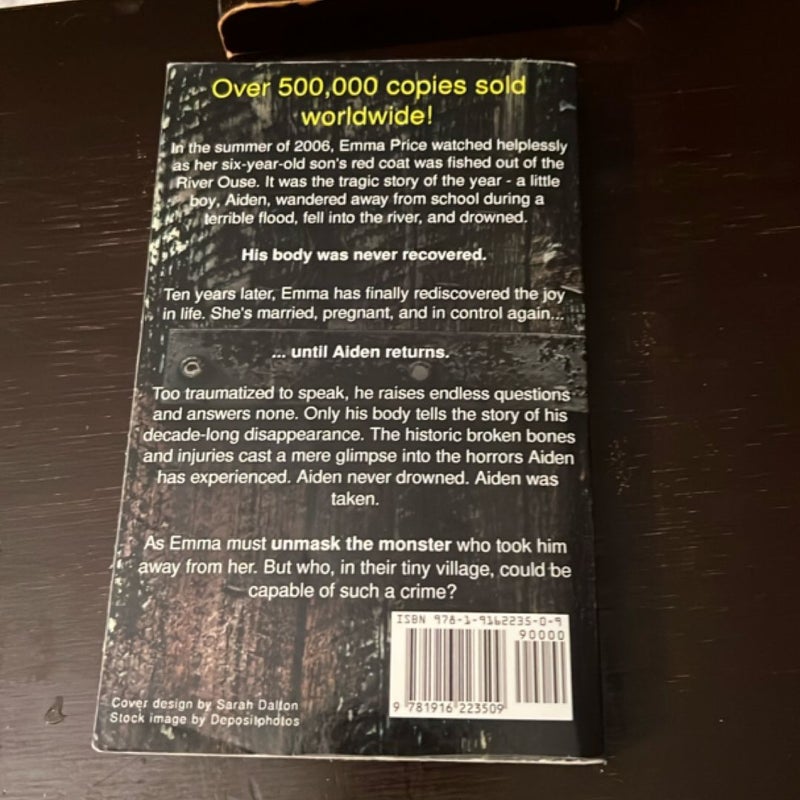 Over 500,000 copies sold
worldwide!
In the summer of 2006, Emma Price watched helplessly
as her six-year-old son's red coat was fished out of the
River Ouse. It was the tragic story of the year - a little
boy, Aiden, wandered away from school during a
terrible flood, fell into the river, and drowned.
His body was never recovered.
Ten years later, Emma has finally rediscovered the joy
in life. She's married, pregnant, and in control again...
... until Aiden returns.
Too traumatized to speak, he raises endless questions
and answers none. Only his body tells the story of his
decade-long disappearance. The historic broken bones
and injuries cast a mere glimpse into the horrors Aiden
has experienced. Aiden never drowned. Aiden was
taken.
As Emma must unmask the monster who took him
away from her. But who, in their tiny village, could be
capable of such a crime?
ISBN 978-1-9162235-0-9
90000
9 781916 223509
Cover design by Sarah Dalton
Stock image by Depositphotos